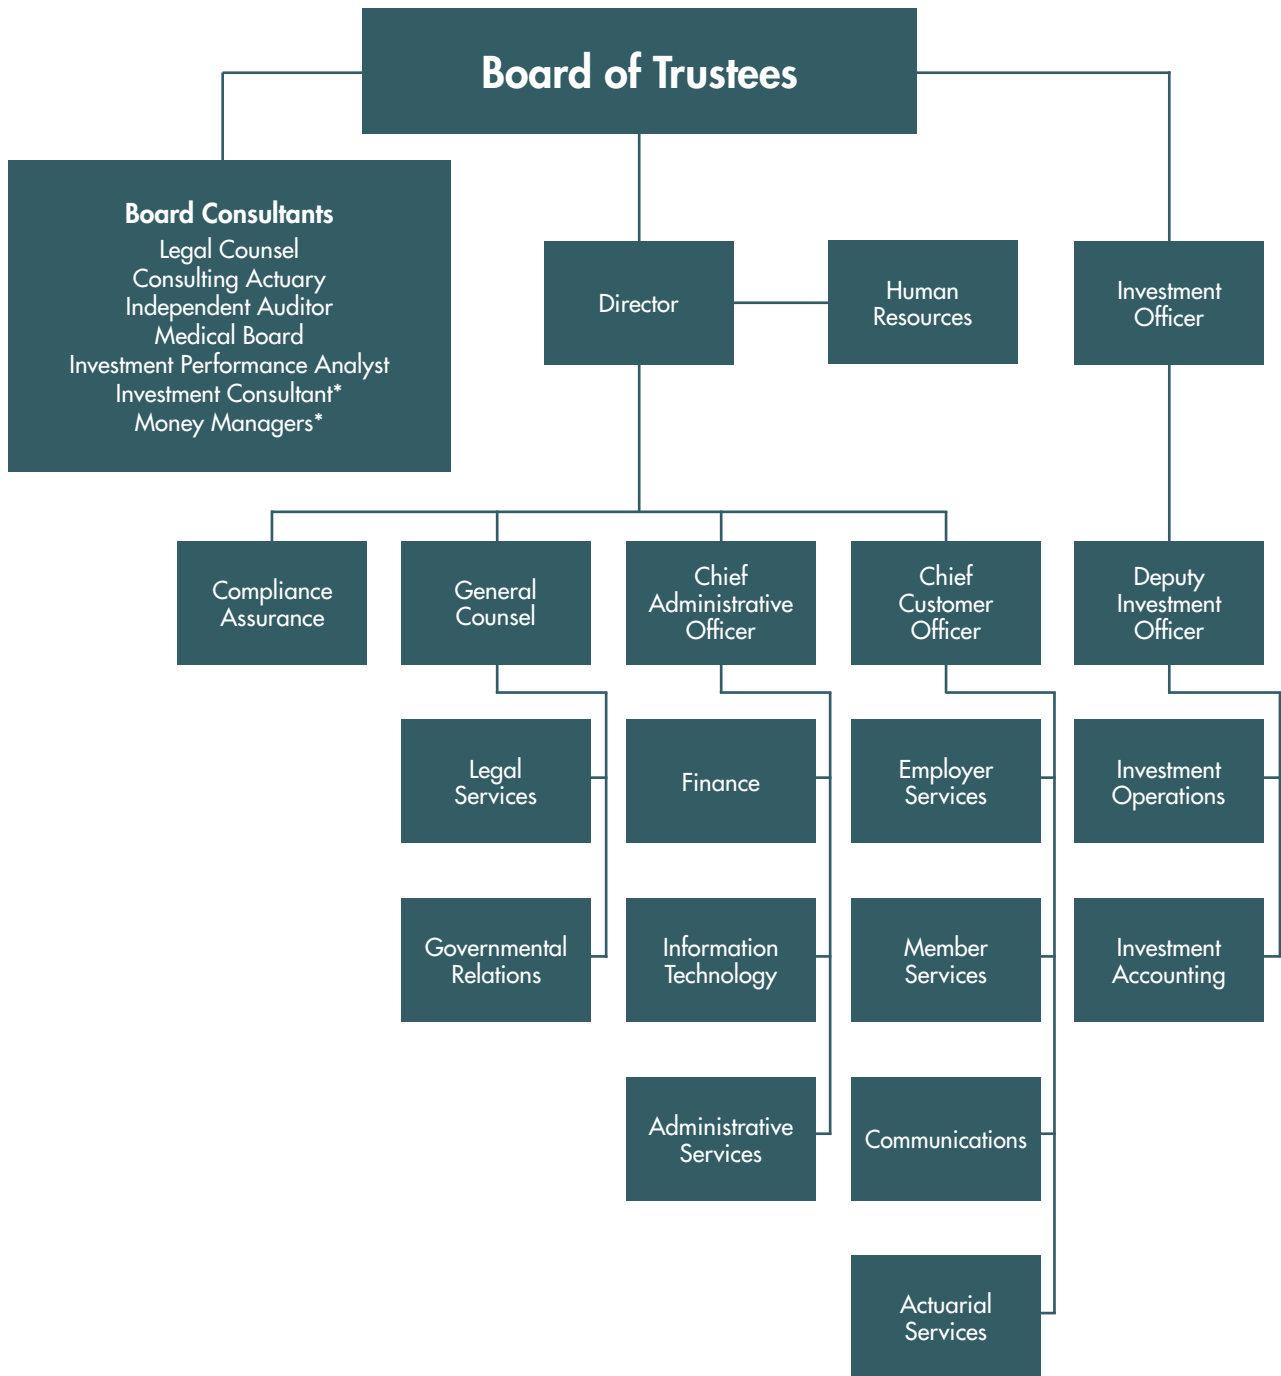 Board of Trustees
Board Consultants
Legal Counsel
Consulting Actuary
Independent Auditor
Medical Board
Investment Performance Analyst
Investment Consultant*
Money Managers*
Director
Human
Resources
Investment
Officer
Compliance
Assurance
General
Counsel
Chief
Administrative
Officer
Chief
Customer
Officer
Deputy
Investment
Officer
Legal
Services
Finance
Employer
Services
Investment
Operations
Governmental
Relations
Information
Technology
Member
Services
Investment
Accounting
Administrative
Services
Communications
Actuarial
Services